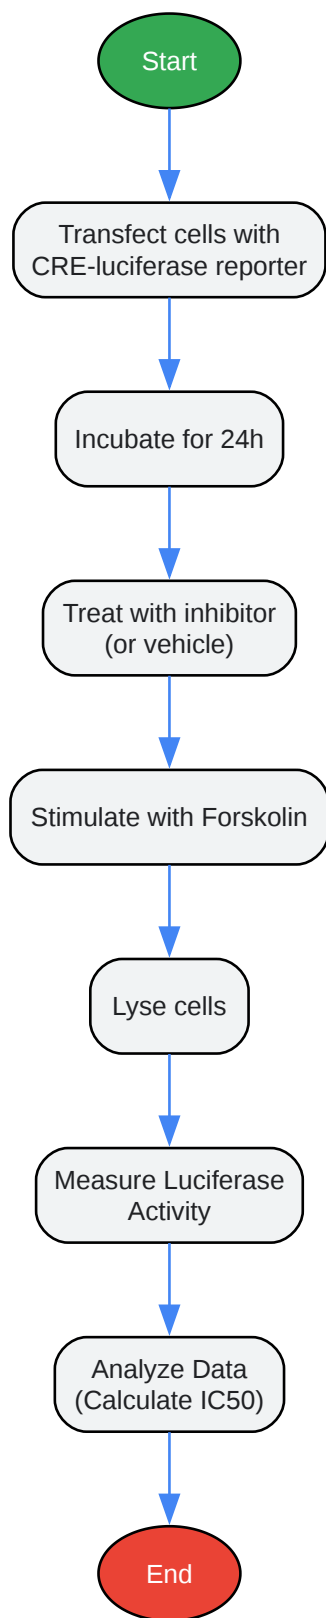 Start
Transfect cells with
CRE-luciferase reporter
Incubate for 24h
Treat with inhibitor
(or vehicle)
Stimulate with Forskolin
Lyse cells
Measure Luciferase
Activity
Analyze Data
(Calculate IC50)
End